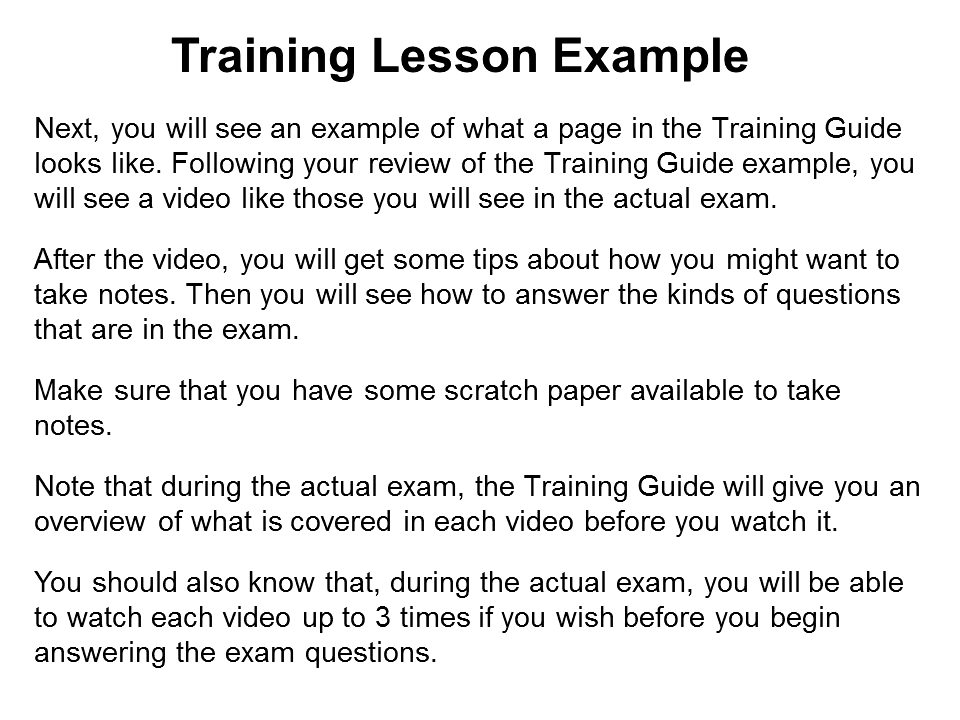 Training Lesson Example
Next, you will see an example of what a page in the Training Guide
looks like. Following your review of the Training Guide example, you
will see a video like those you will see in the actual exam.
After the video, you will get some tips about how you might want to
take notes. Then you will see how to answer the kinds of questions
that are in the exam.
Make sure that you have some scratch paper available to take
notes.
Note that during the actual exam, the Training Guide will give you an
overview of what is covered in each video before you watch it.
You should also know that, during the actual exam, you will be able
to watch each video up to 3 times if you wish before you begin
answering the exam questions.